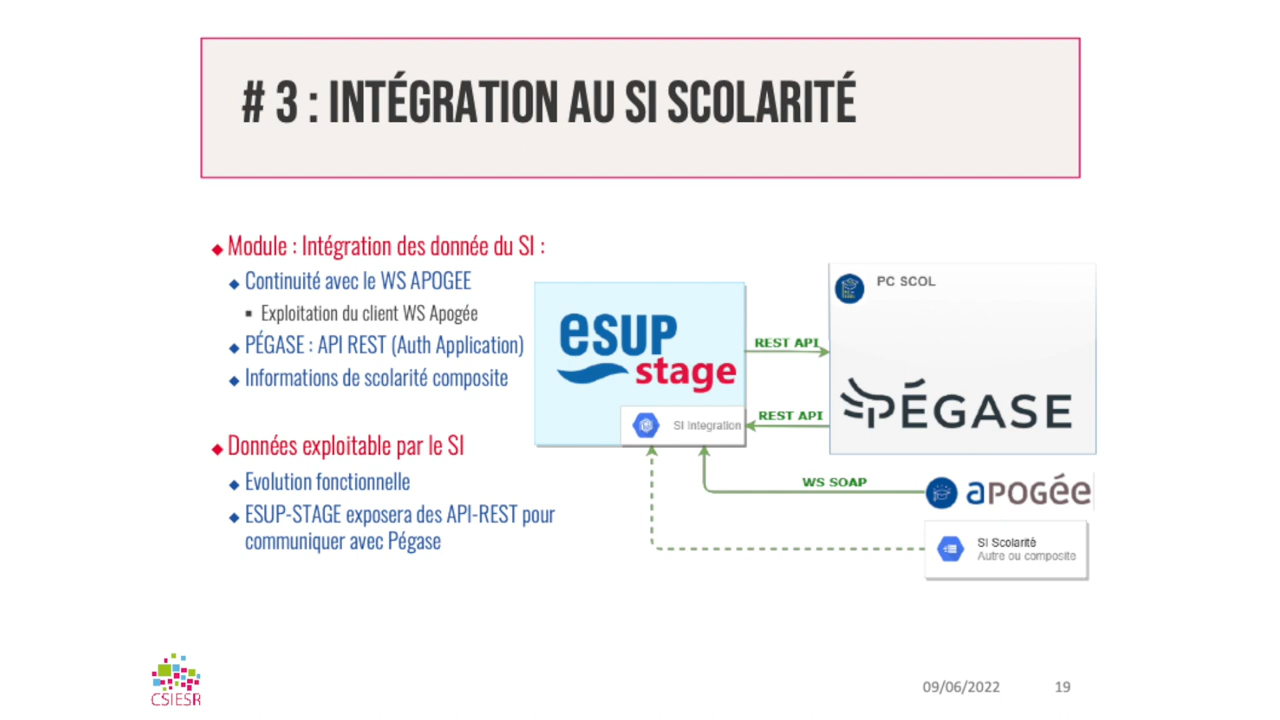 # 3 : INTÉGRATION AU SI SCOLARITÉ
Module : Intégration des donnée du SI :
Continuité avec le WS APOGEE
Exploitation du client WS Apogée
PÉGASE : API REST (Auth Application)
Informations de scolarité composite
Données exploitable par le SI
Evolution fonctionnelle
ESUP-STAGE exposera des API-REST pour
communiquer avec Pégase
esup
stage
SI Integration
REST API
REST API
WS SOAP
PC SCOL
PÉGASE
apogée
SI Scolarité
Autre ou composite
CSIESR
09/06/2022
19